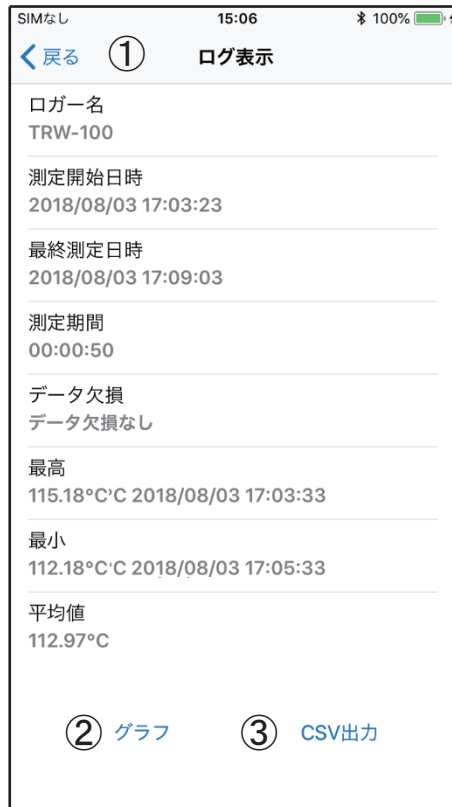 SIMなし 15:06 100%
戻る ① ログ表示
ロガー名
TRW-100
測定開始日時
2018/08/03 17:03:23
最終測定日時
2018/08/03 17:09:03
測定期間
00:00:50
データ欠損
データ欠損なし
最高
115.18°C'C 2018/08/03 17:03:33
最小
112.18°C'C 2018/08/03 17:05:33
平均値
112.97°C
② グラフ ③ CSV出力